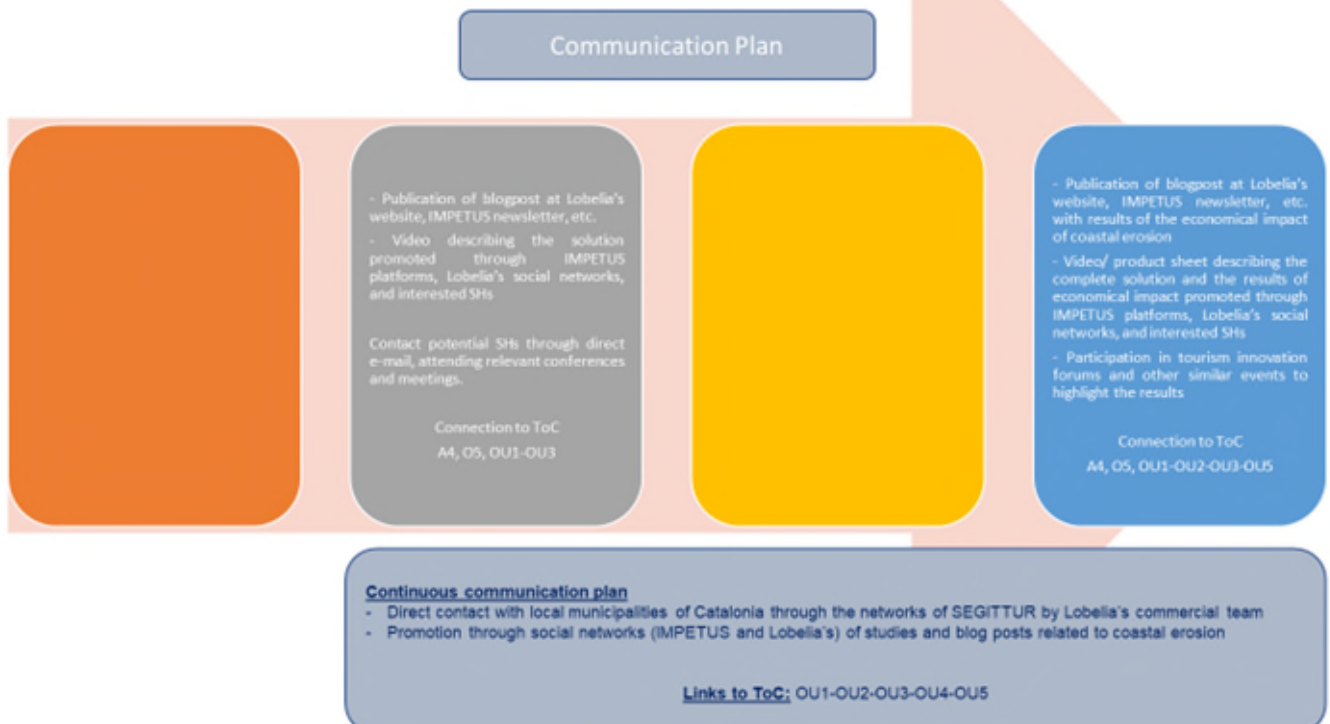 Communication Plan
- Publication of blogpost at Lobelia's
website, IMPETUS newsletter, etc.
- Video describing the solution
promoted through IMPETUS
platforms, Lobelia's social networks,
and interested SHs
Contact potential SHs through direct
e-mail, attending relevant conferences
and meetings.
Connection to ToC
A4, O5, OU1-OU3
- Publication of blogpost at Lobelia's
website, IMPETUS newsletter, etc.
with results of the economical impact
of coastal erosion
- Video/ product sheet describing the
complete solution and the results of
economical impact promoted through
IMPETUS platforms, Lobelia's social
networks, and interested SHs
- Participation in tourism innovation
forums and other similar events to
highlight the results
Connection to ToC
A4, O5, OU1-OU2-OU3-OU5
Continuous communication plan
- Direct contact with local municipalities of Catalonia through the networks of SEGITTUR by Lobelia's commercial team
- Promotion through social networks (IMPETUS and Lobelia's) of studies and blog posts related to coastal erosion
Links to ToC: OU1-OU2-OU3-OU4-OU5